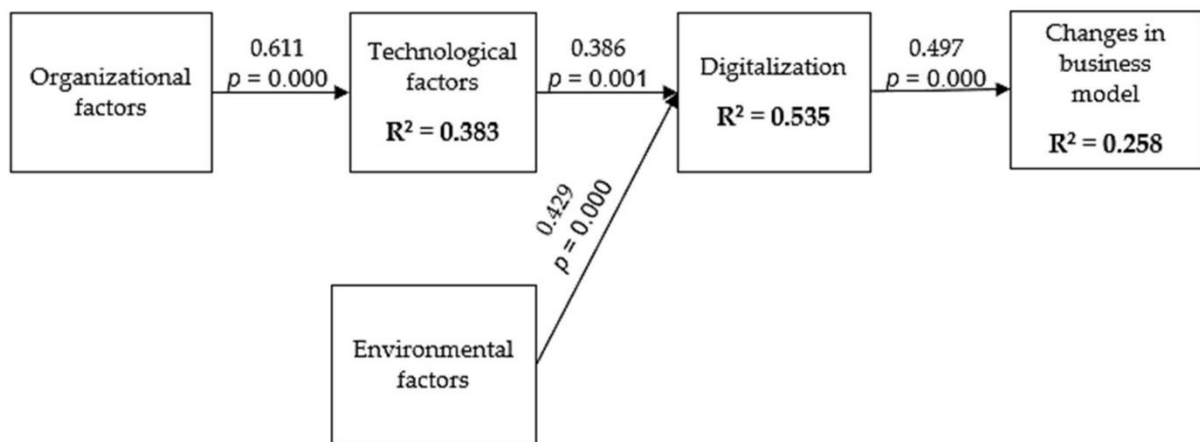 Organizational
factors
0.611
p = 0.000
Technological
factors
R² = 0.383
0.386
p = 0.001
Digitalization
R² = 0.535
0.497
p = 0.000
Changes in
business
model
R² = 0.258
0.429
p = 0.000
Environmental
factors